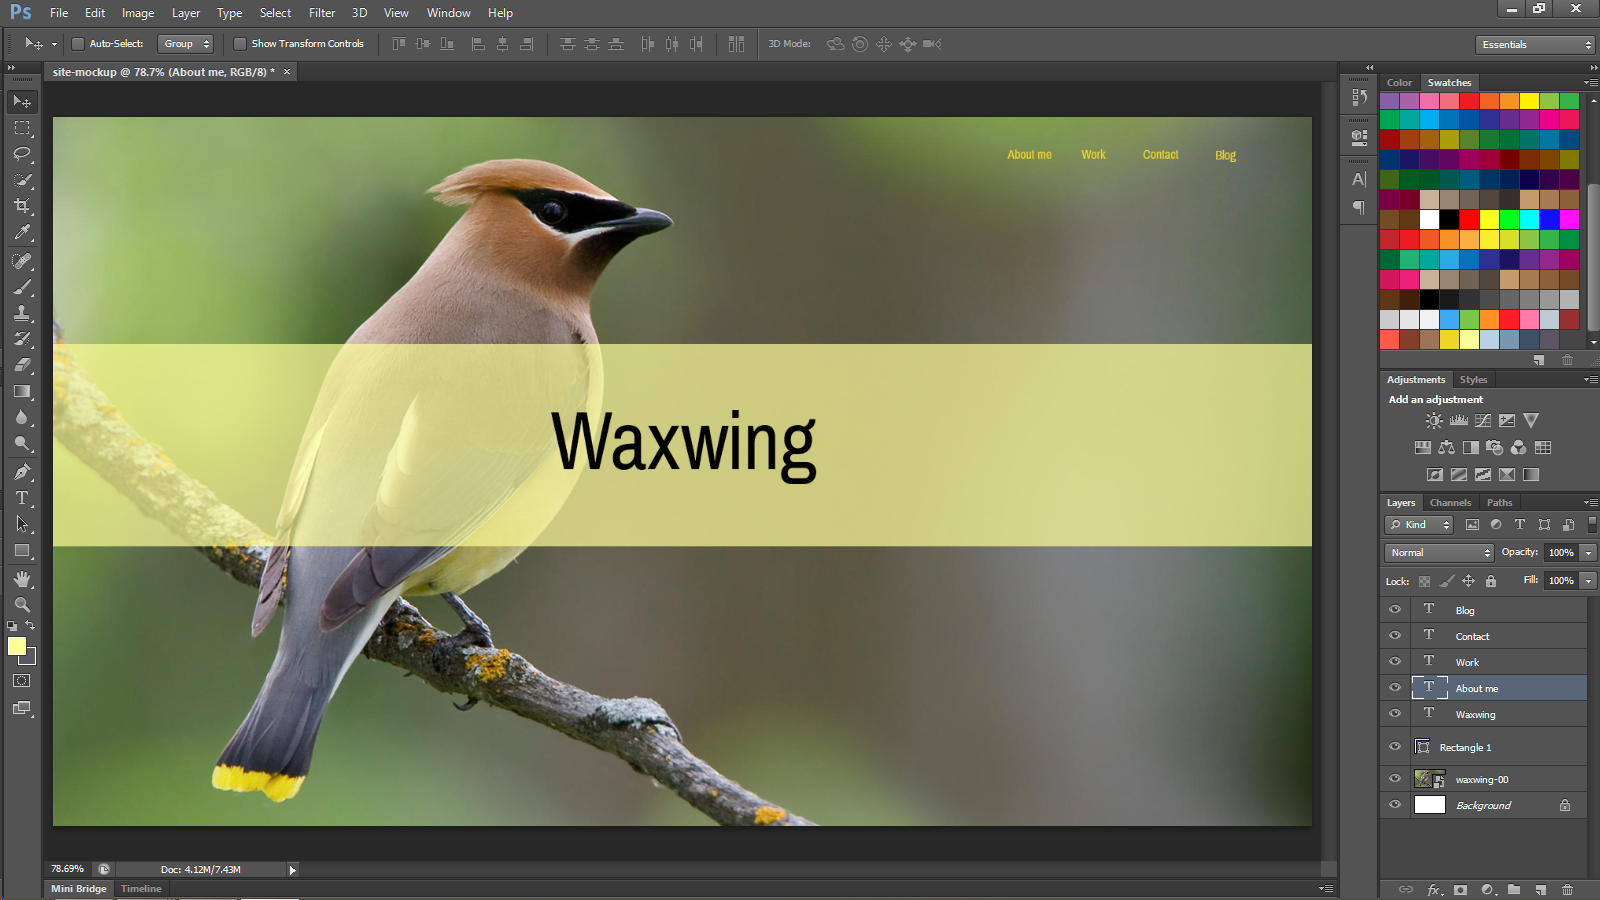 Ps File Edit Image Layer Type Select Filter 3D View Window Help
Auto-Select: Group Show Transform Controls 3D Mode: Essentials
site-mockup @ 78.7% (About me, RGB/8) * ×
Color Swatches
About me Work Contact Blog
Waxwing
Adjustments Styles
Add an adjustment
Layers Channels Paths
Kind
Normal Opacity: 100%
Lock: Fill: 100%
T Blog
T Contact
T Work
T About me
T Waxwing
Rectangle 1
waxwing-00
Background
fx
78.69% Doc: 4.12M/7.43M
Mini Bridge Timeline